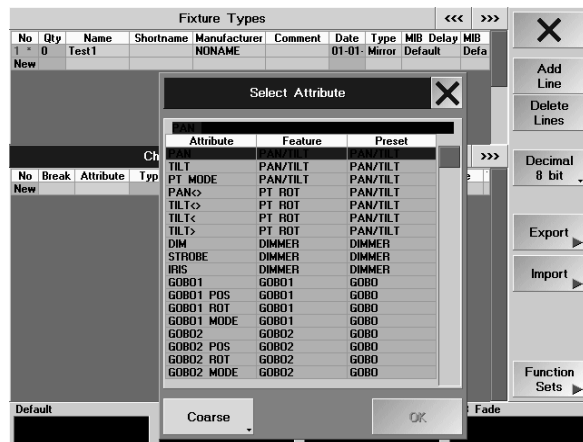 Fixture Types <<< >>>
No Qty Name Shortname Manufacturer Comment Date Type MIB Delay MIB
1 * 0 Test1 NONAME 01-01- Mirror Default Defa
New
Add
Line
Delete
Lines
Select Attribute
PAN
Attribute Feature Preset
PAN PAN/TILT PAN/TILT
TILT PAN/TILT PAN/TILT
PT MODE PAN/TILT PAN/TILT
PAN<> PT ROT PAN/TILT
TILT<> PT ROT PAN/TILT
TILT< PT ROT PAN/TILT
TILT> PT ROT PAN/TILT
DIM DIMMER DIMMER
STROBE DIMMER DIMMER
IRIS DIMMER DIMMER
GOBO1 GOBO1 GOBO
GOBO1 POS GOBO1 GOBO
GOBO1 ROT GOBO1 GOBO
GOBO1 MODE GOBO1 GOBO
GOBO2 GOBO2 GOBO
GOBO2 POS GOBO2 GOBO
GOBO2 ROT GOBO2 GOBO
GOBO2 MODE GOBO2 GOBO
Coarse OK
Ch >>>
No Break Attribute Typ
New
Decimal
8 bit
Export
Import
Function
Sets
Default Fade